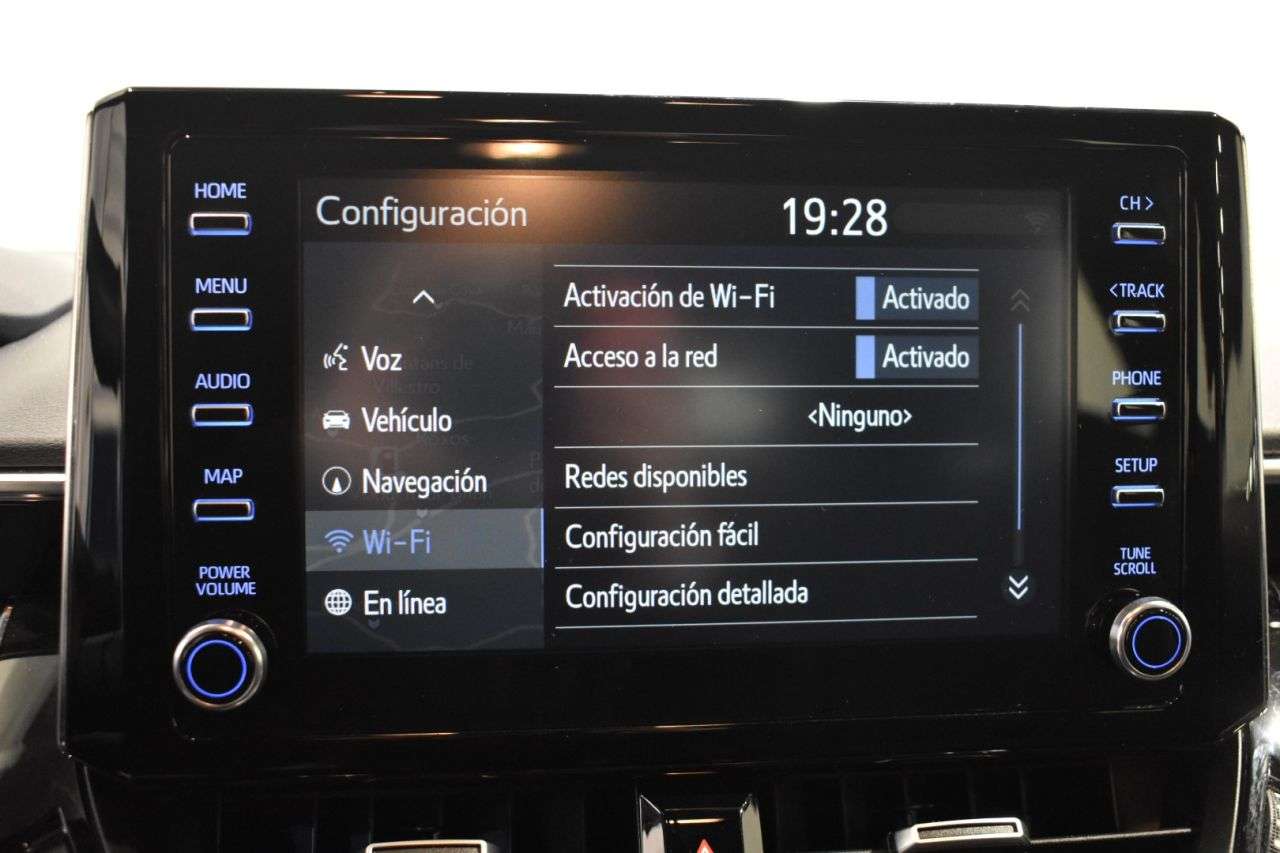 HOME
MENU
AUDIO
MAP
POWER
VOLUME
Configuración
19:28
Voz
Vehículo
Navegación
Wi-Fi
En línea
Activación de Wi-Fi Activado
Acceso a la red Activado
<Ninguno>
Redes disponibles
Configuración fácil
Configuración detallada
CH >
<TRACK
PHONE
SETUP
TUNE
SCROLL